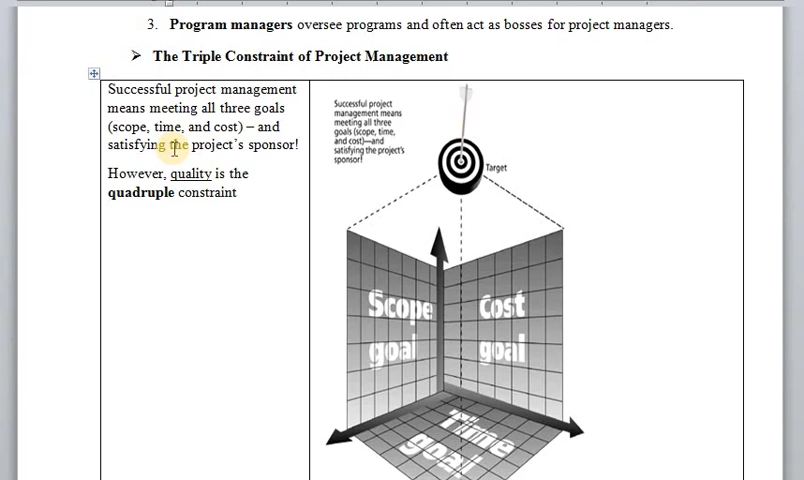 3. Program managers oversee programs and often act as bosses for project managers.
➢ The Triple Constraint of Project Management
Successful project management
means meeting all three goals
(scope, time, and cost) – and
satisfying the project's sponsor!
However, quality is the
quadruple constraint
Successful project
management means
meeting all three
goals (scope, time,
and cost)—and
satisfying the project's
sponsor!
Target
Scope
goal
Cost
goal
Time
goal